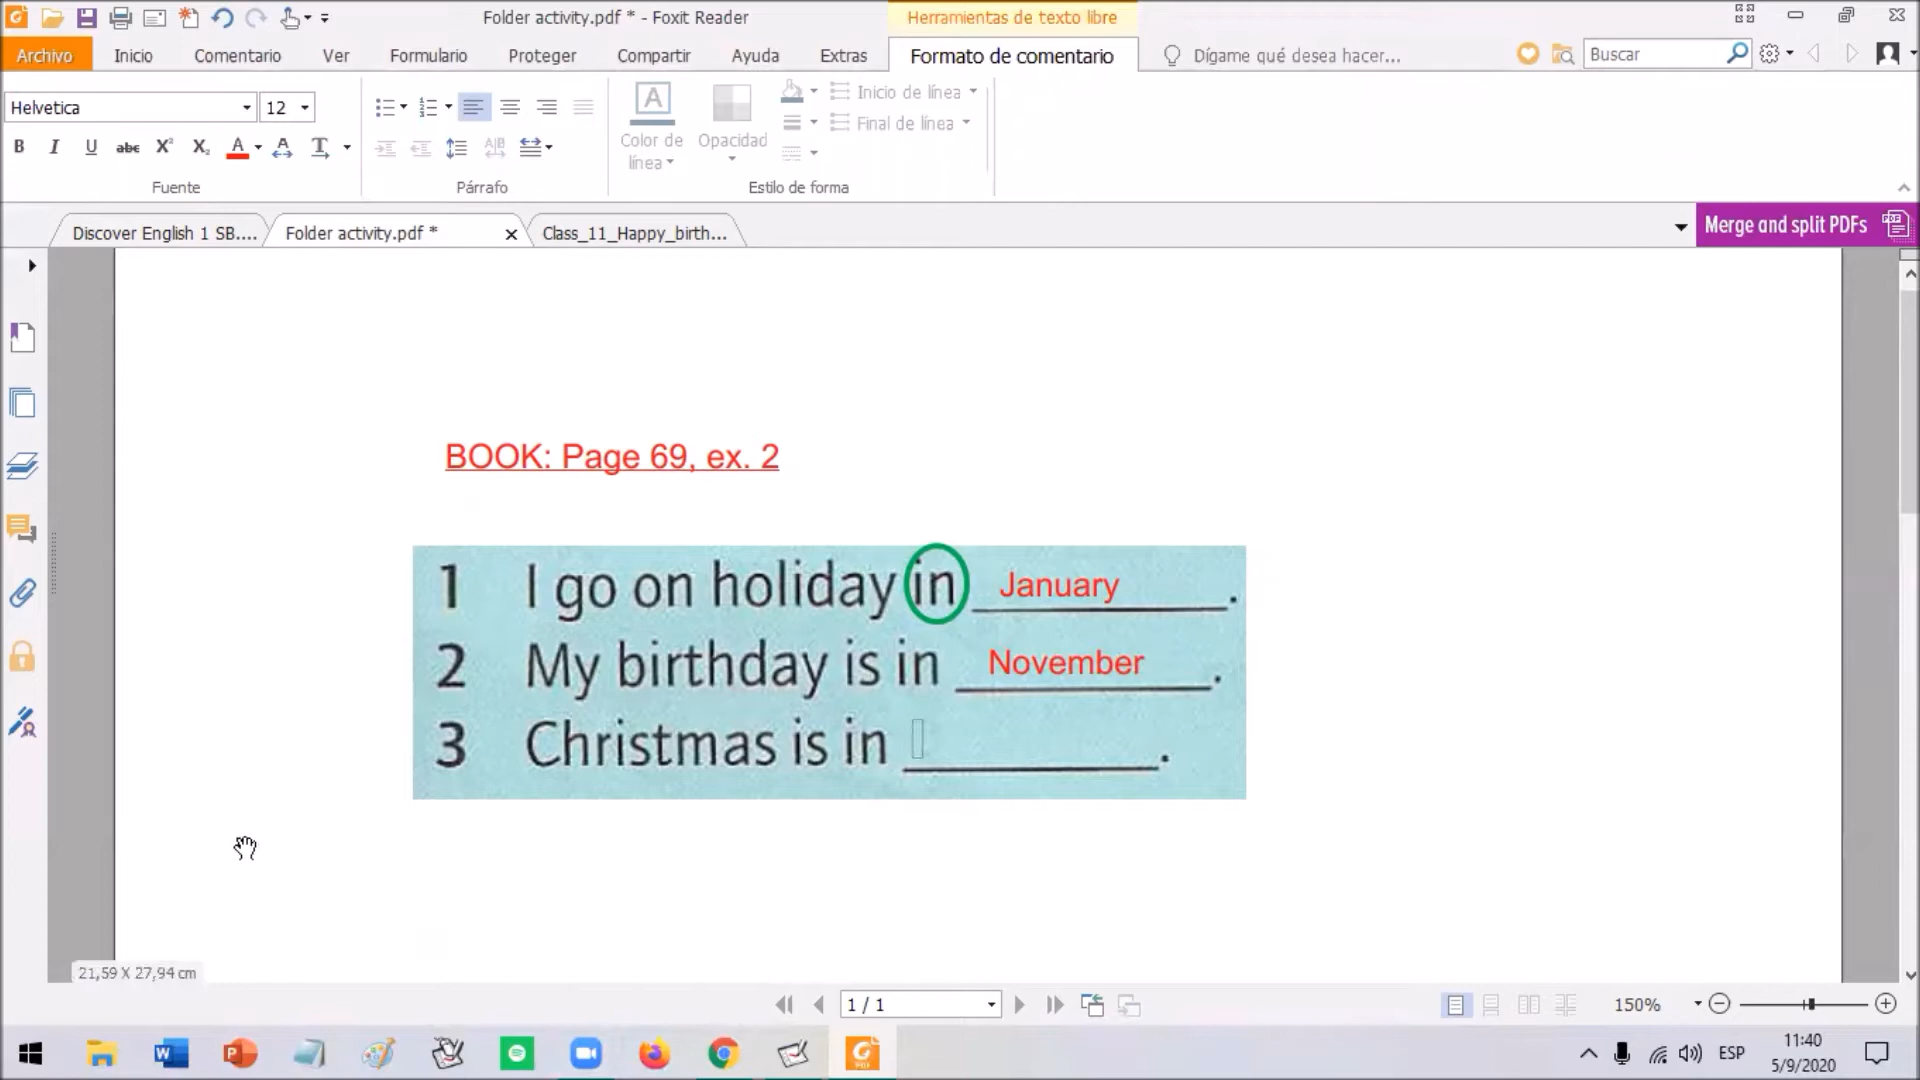 Folder activity.pdf * - Foxit Reader
Herramientas de texto libre
Archivo Inicio Comentario Ver Formulario Proteger Compartir Ayuda Extras Formato de comentario Dígame qué desea hacer... Buscar
Helvetica 12
Inicio de línea
Final de línea
Color de línea Opacidad
Fuente Párrafo Estilo de forma
Discover English 1 SB.... Folder activity.pdf * Class_11_Happy_birth...
Merge and split PDFs
BOOK: Page 69, ex. 2
1 I go on holiday in January.
2 My birthday is in November.
3 Christmas is in ____________.
21,59 X 27,94 cm
1 / 1
150%
ESP
11:40
5/9/2020